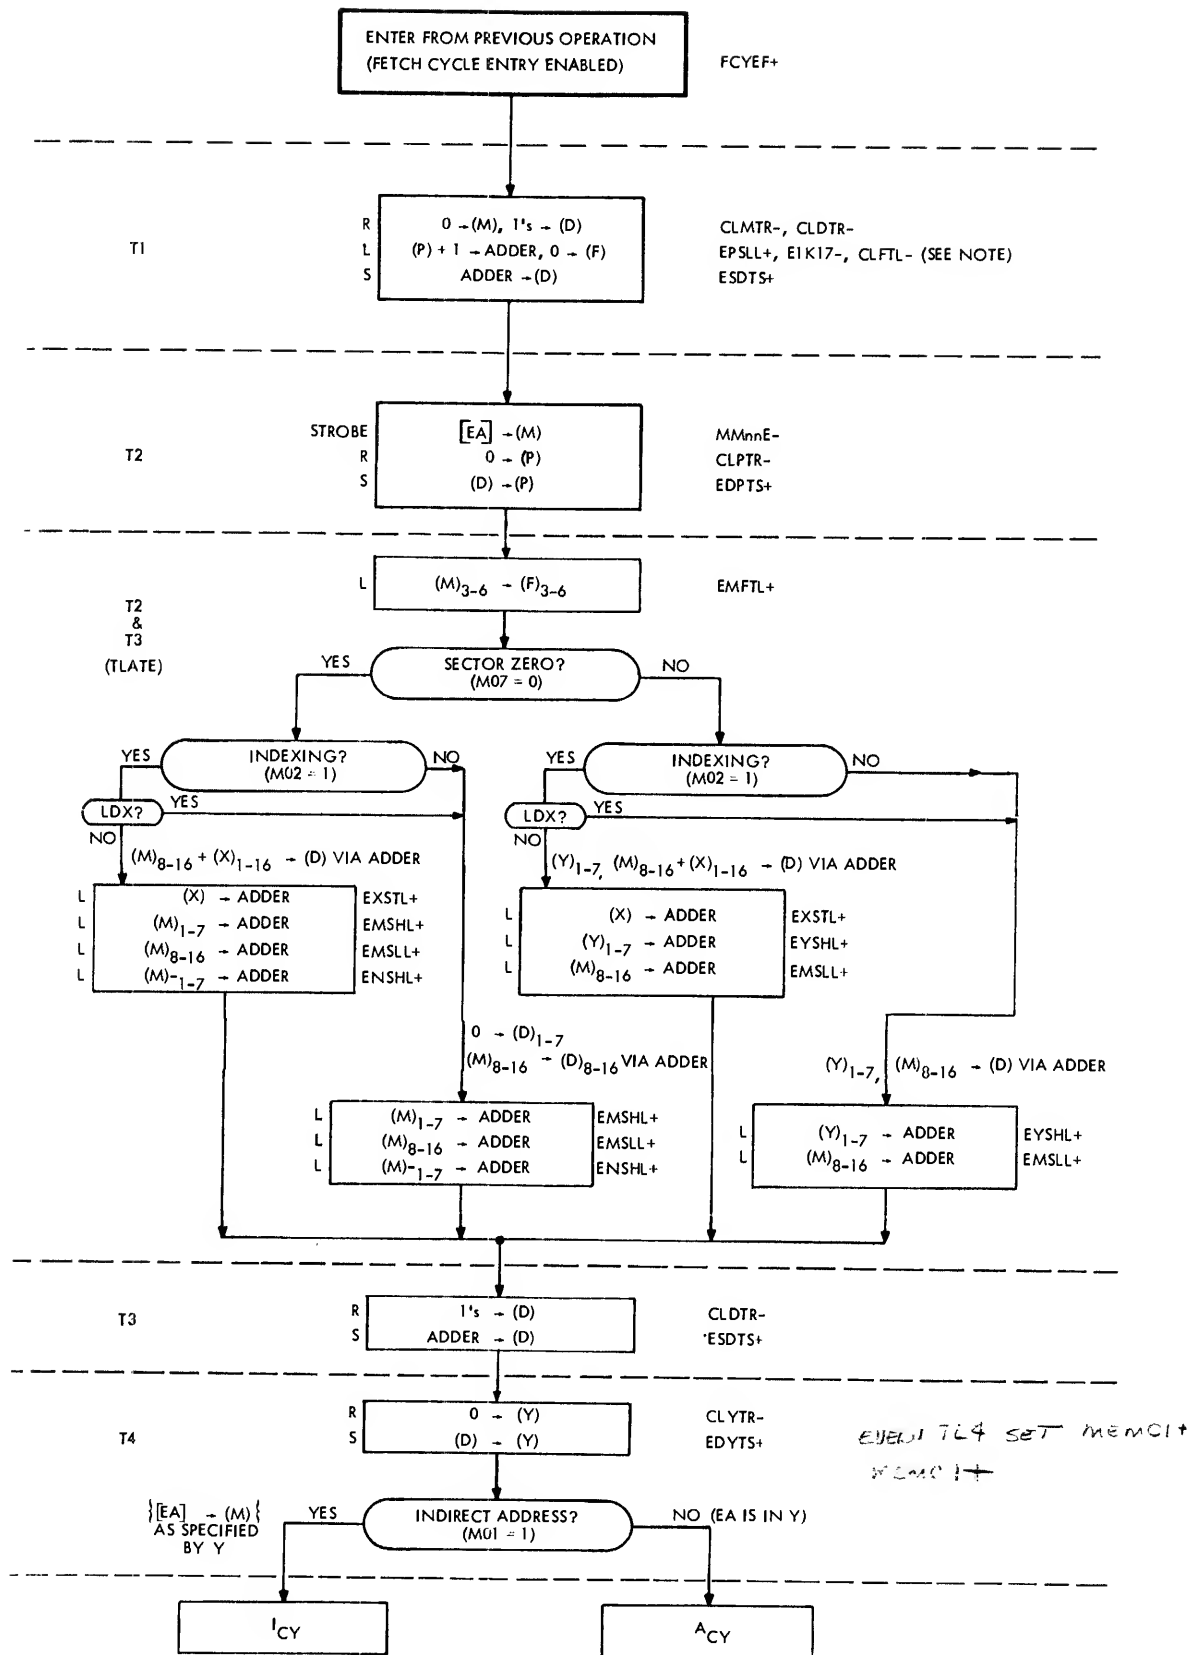 ENTER FROM PREVIOUS OPERATION
(FETCH CYCLE ENTRY ENABLED)
FCYEF+
T1
R 0 → (M), 1's → (D) CLMTR-, CLDTR-
L (P) + 1 → ADDER, 0 → (F) EPSLL+, E1K17-, CLFTL- (SEE NOTE)
S ADDER → (D) ESDTS+
T2
STROBE [EA] → (M) MMnnE-
R 0 → (P) CLPTR-
S (D) → (P) EDPTS+
T2
&
T3
(TLATE)
L (M)3-6 → (F)3-6 EMFTL+
SECTOR ZERO?
(M07 = 0)
YES
NO
INDEXING?
(M02 = 1)
YES
NO
LDX?
YES
NO
INDEXING?
(M02 = 1)
YES
NO
LDX?
YES
NO
(M)8-16 + (X)1-16 → (D) VIA ADDER
L (X) → ADDER EXSTL+
L (M)1-7 → ADDER EMSHL+
L (M)8-16 → ADDER EMSLL+
L (M)-1-7 → ADDER ENSHL+
(Y)1-7, (M)8-16 + (X)1-16 → (D) VIA ADDER
L (X) → ADDER EXSTL+
L (Y)1-7 → ADDER EYSHL+
L (M)8-16 → ADDER EMSLL+
0 → (D)1-7
(M)8-16 → (D)8-16 VIA ADDER
L (M)1-7 → ADDER EMSHL+
L (M)8-16 → ADDER EMSLL+
L (M)-1-7 → ADDER ENSHL+
(Y)1-7, (M)8-16 → (D) VIA ADDER
L (Y)1-7 → ADDER EYSHL+
L (M)8-16 → ADDER EMSLL+
T3
R 1's → (D) CLDTR-
S ADDER → (D) ESDTS+
T4
R 0 → (Y) CLYTR-
S (D) → (Y) EDYTS+
TL4 SET MEMCI+
}[EA] → (M){
AS SPECIFIED
BY Y
YES
INDIRECT ADDRESS?
(M01 = 1)
NO (EA IS IN Y)
ICY
ACY